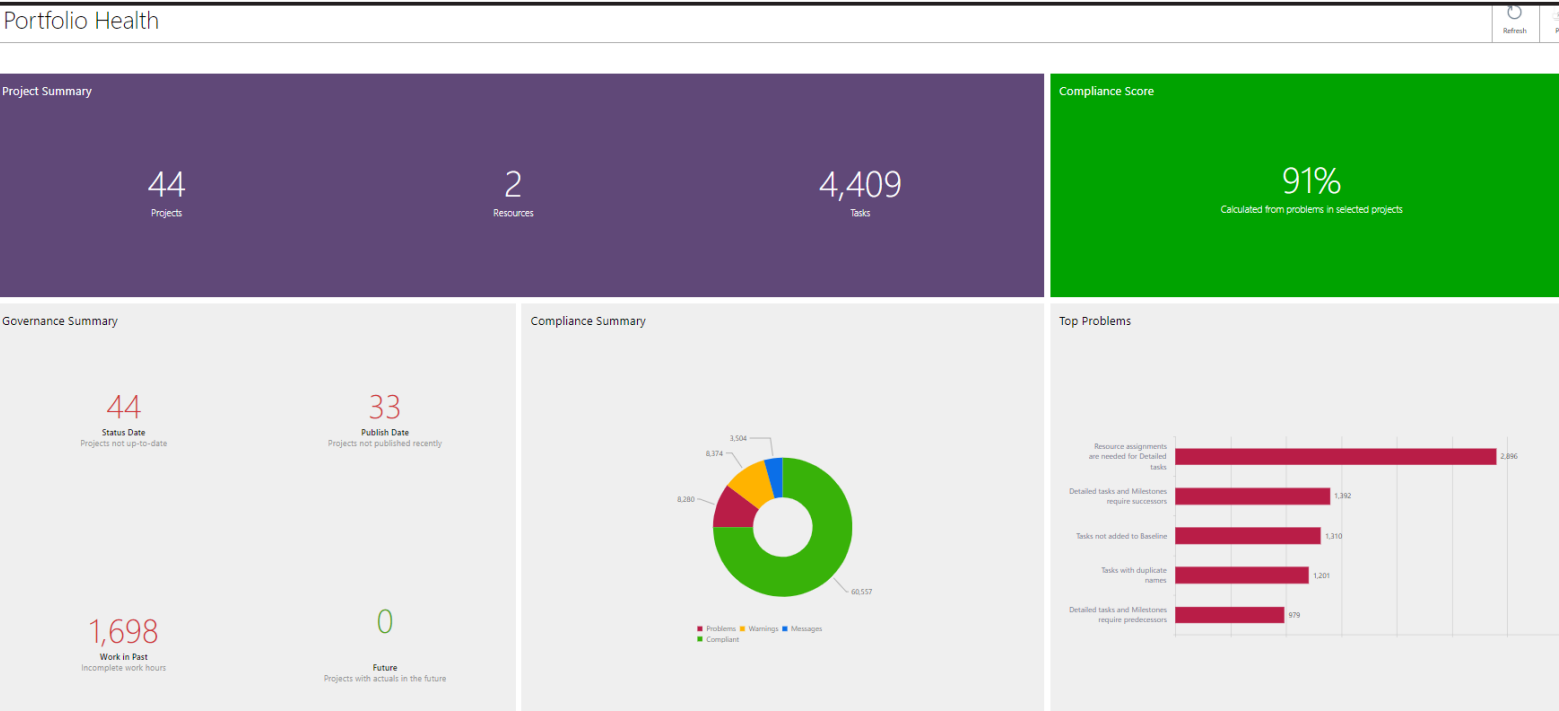 Portfolio Health
Refresh
Project Summary
44
Projects
2
Resources
4,409
Tasks
Compliance Score
91%
Calculated from problems in selected projects
Governance Summary
44
Status Date
Projects not up-to-date
33
Publish Date
Projects not published recently
1,698
Work in Past
Incomplete work hours
0
Future
Projects with actuals in the future
Compliance Summary
3,504
8,374
8,280
60,557
Problems
Warnings
Messages
Compliant
Top Problems
Resource assignments
are needed for Detailed
tasks
2,896
Detailed tasks and Milestones
require successors
1,392
Tasks not added to Baseline
1,310
Tasks with duplicate
names
1,201
Detailed tasks and Milestones
require predecessors
979